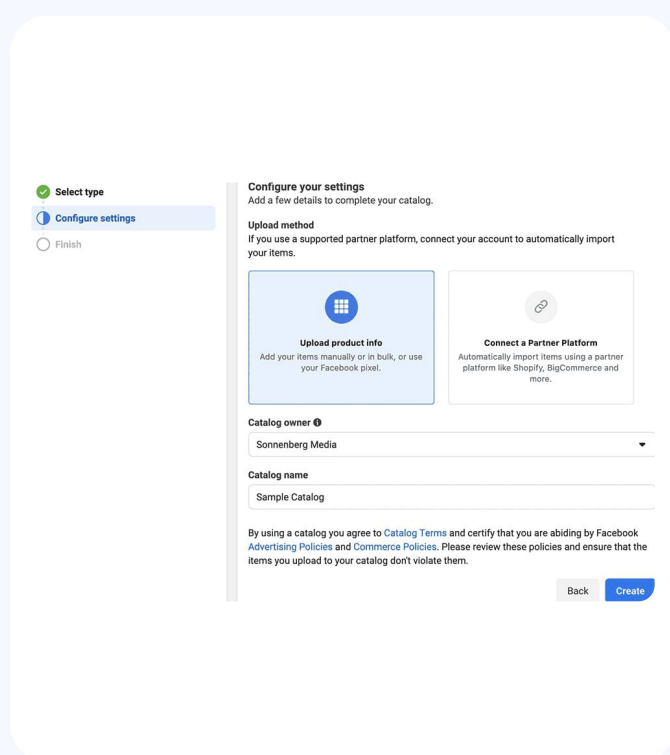 Select type
Configure settings
Finish
Configure your settings
Add a few details to complete your catalog.
Upload method
If you use a supported partner platform, connect your account to automatically import
your items.
Upload product info
Add your items manually or in bulk, or use
your Facebook pixel.
Connect a Partner Platform
Automatically import items using a partner
platform like Shopify, BigCommerce and
more.
Catalog owner
Sonnenberg Media
Catalog name
Sample Catalog
By using a catalog you agree to Catalog Terms and certify that you are abiding by Facebook
Advertising Policies and Commerce Policies. Please review these policies and ensure that the
items you upload to your catalog don't violate them.
Back
Create